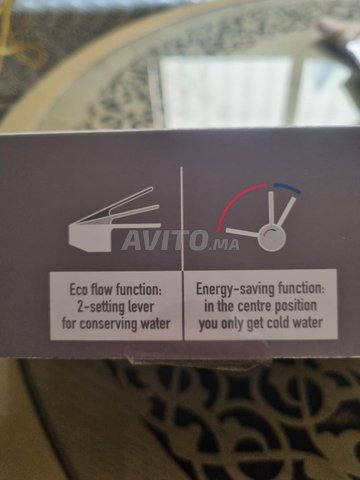 AVITO.MA
Eco flow function:
2-setting lever
for conserving water
Energy-saving function:
in the centre position
you only get cold water